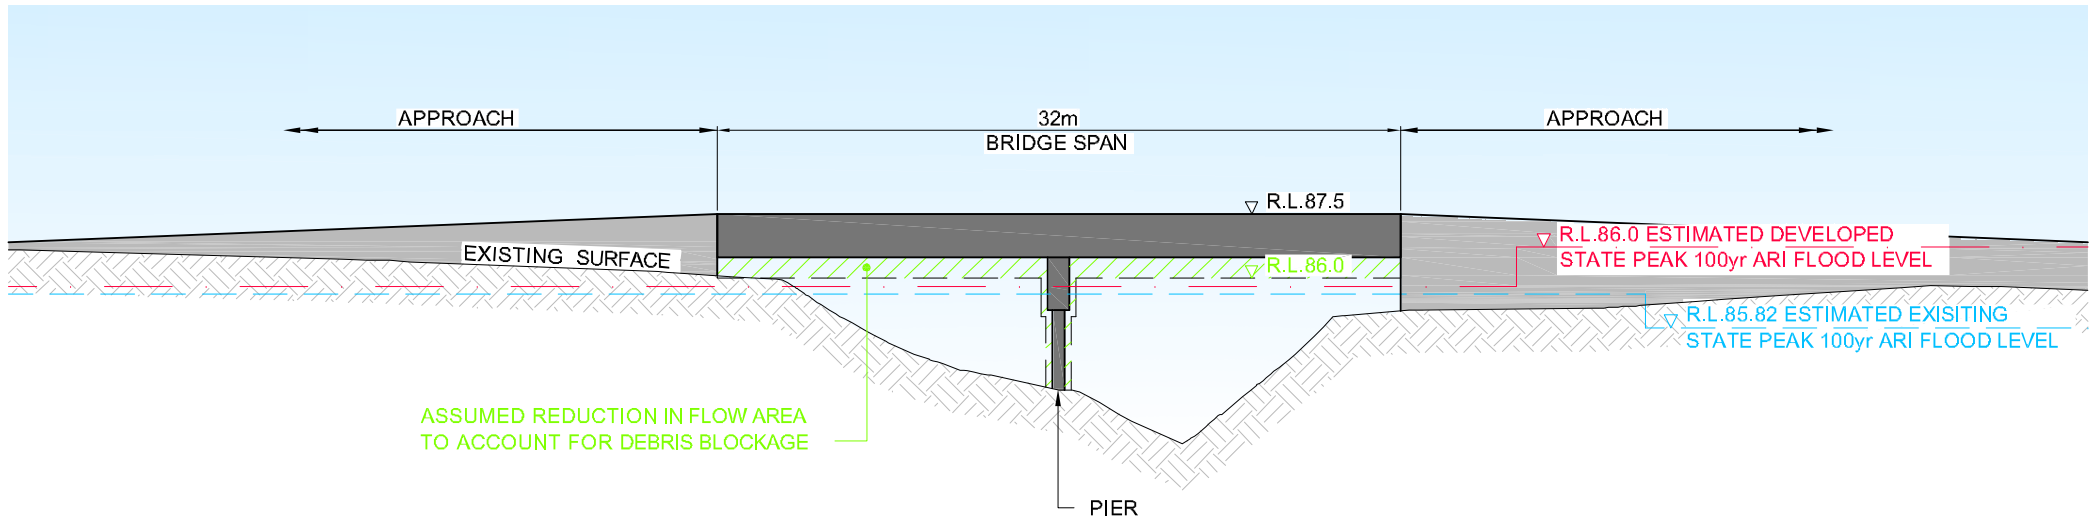 APPROACH
32m
BRIDGE SPAN
APPROACH
R.L.87.5
EXISTING SURFACE
R.L.86.0
R.L.86.0 ESTIMATED DEVELOPED
STATE PEAK 100yr ARI FLOOD LEVEL
R.L.85.82 ESTIMATED EXISITING
STATE PEAK 100yr ARI FLOOD LEVEL
ASSUMED REDUCTION IN FLOW AREA
TO ACCOUNT FOR DEBRIS BLOCKAGE
PIER